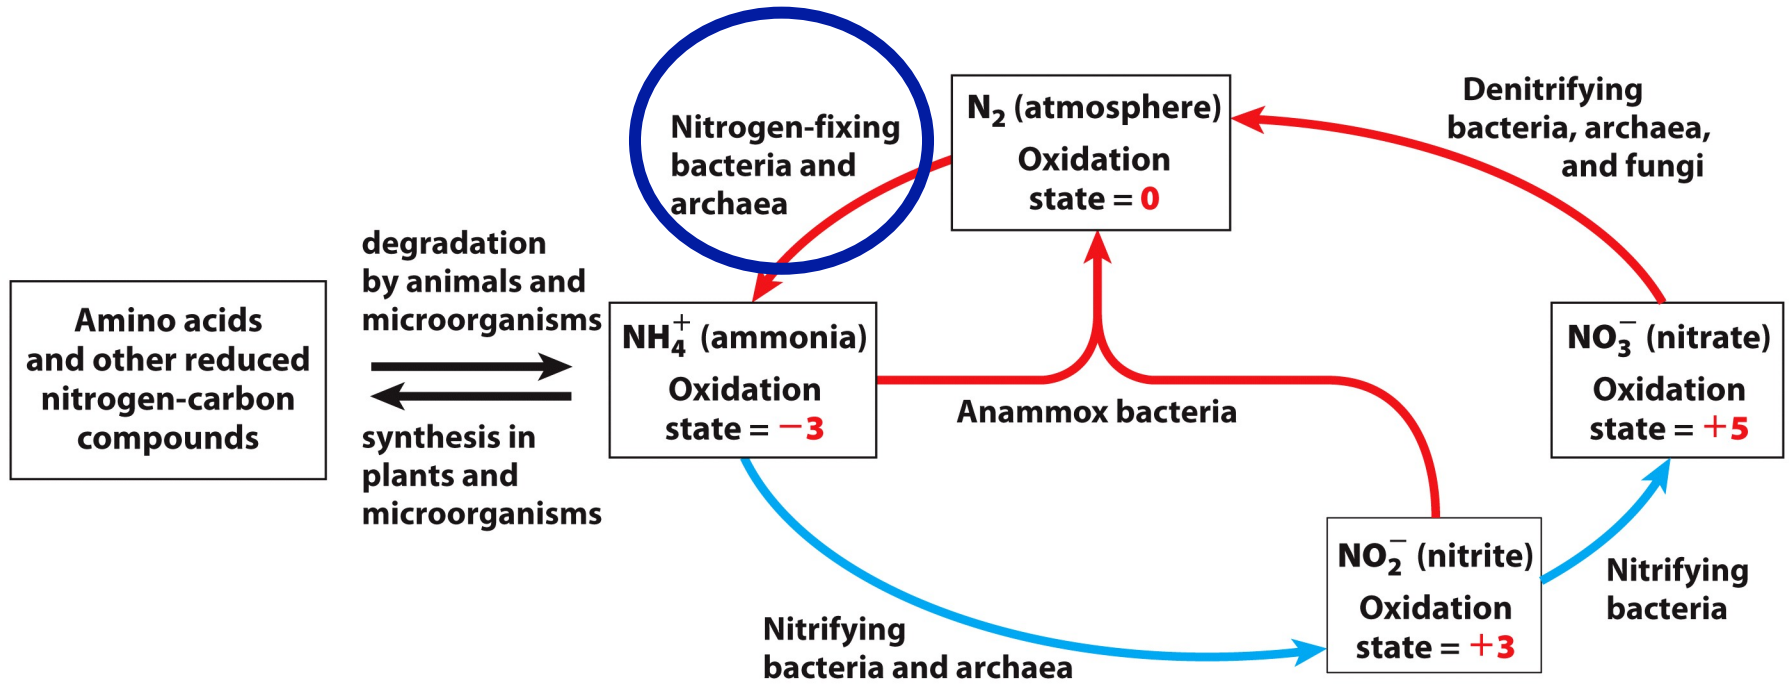 Nitrogen-fixing
bacteria and
archaea
N₂ (atmosphere)
Oxidation
state = 0
Denitrifying
bacteria, archaea,
and fungi
degradation
by animals and
microorganisms
Amino acids
and other reduced
nitrogen-carbon
compounds
synthesis in
plants and
microorganisms
NH₄⁺ (ammonia)
Oxidation
state = −3
Anammox bacteria
NO₃⁻ (nitrate)
Oxidation
state = +5
NO₂⁻ (nitrite)
Oxidation
state = +3
Nitrifying
bacteria
Nitrifying
bacteria and archaea